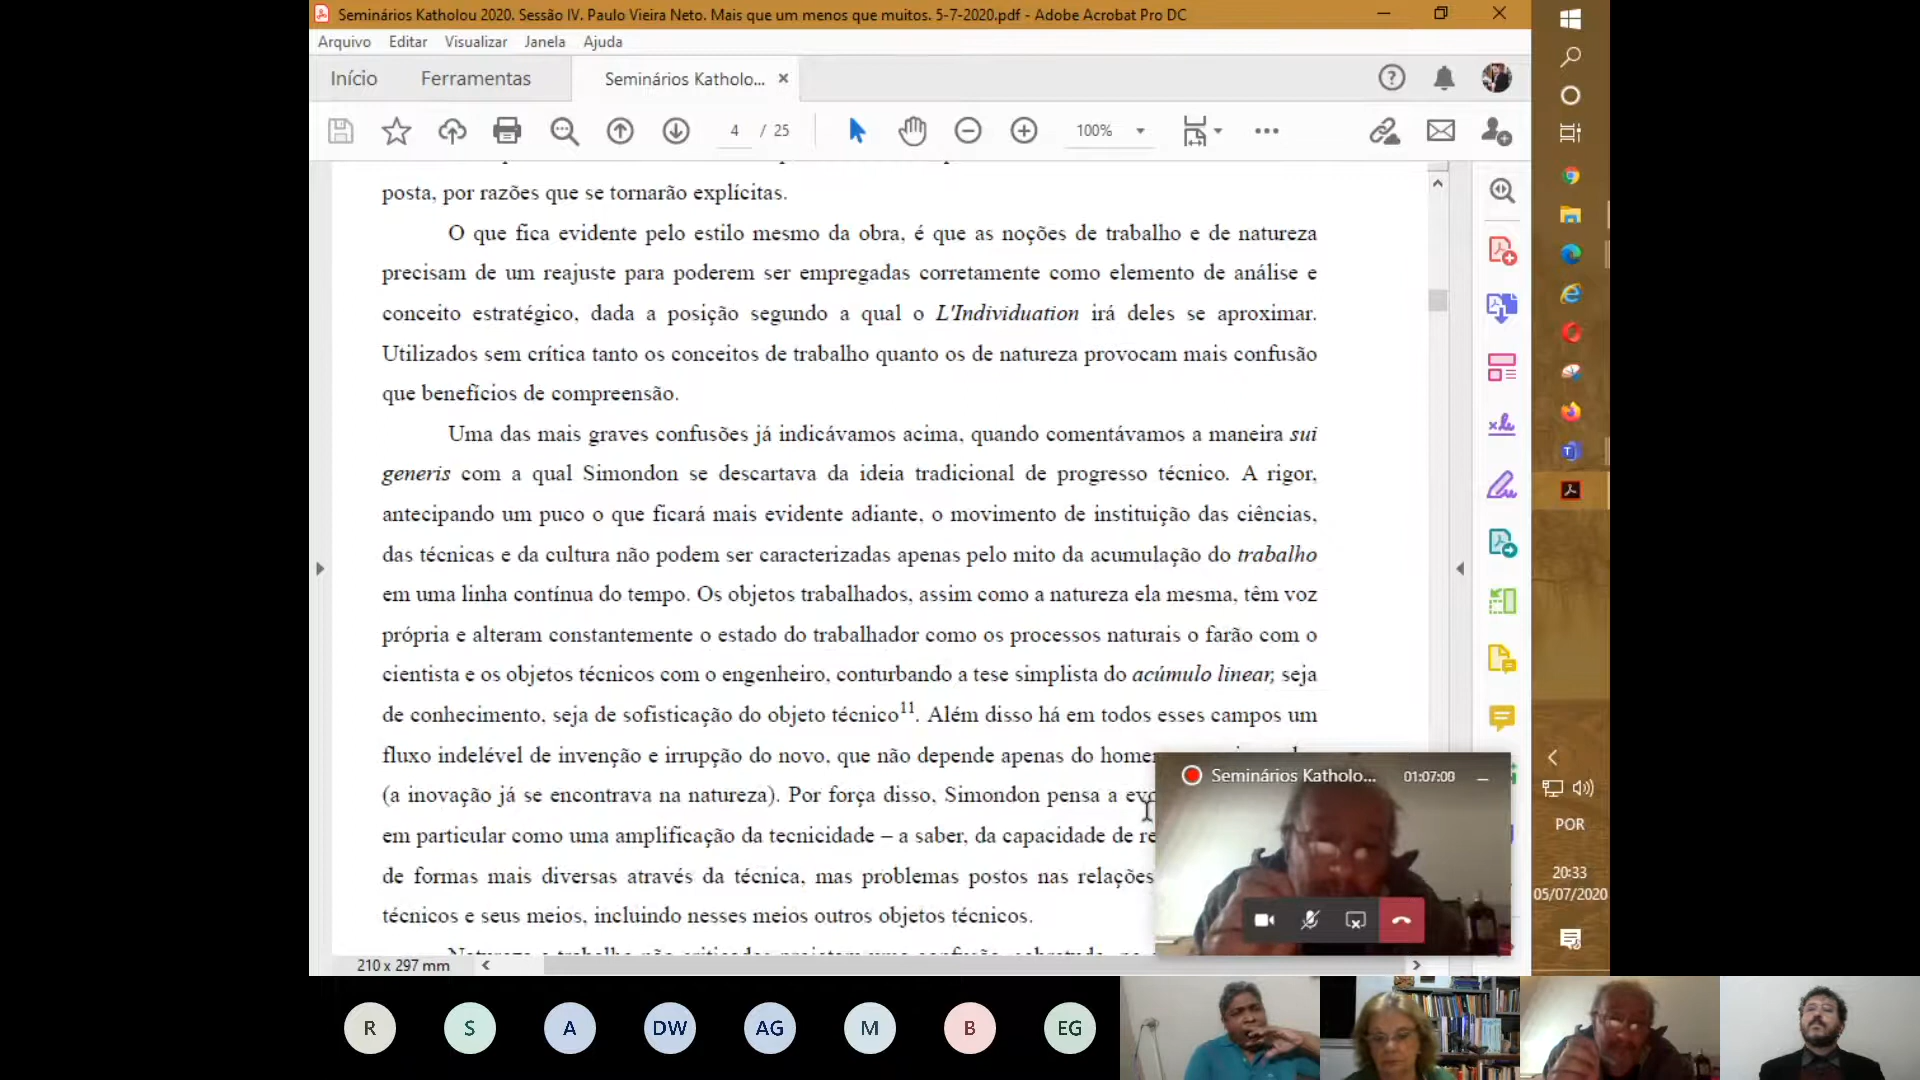 Seminários Katholou 2020. Sessão IV. Paulo Vieira Neto. Mais que um menos que muitos. 5-7-2020.pdf - Adobe Acrobat Pro DC
Arquivo Editar Visualizar Janela Ajuda
Início Ferramentas Seminários Katholo...
4 / 25 100%
posta, por razões que se tornarão explícitas.
O que fica evidente pelo estilo mesmo da obra, é que as noções de trabalho e de natureza
precisam de um reajuste para poderem ser empregadas corretamente como elemento de análise e
conceito estratégico, dada a posição segundo a qual o L'Individuation irá deles se aproximar.
Utilizados sem crítica tanto os conceitos de trabalho quanto os de natureza provocam mais confusão
que benefícios de compreensão.
Uma das mais graves confusões já indicávamos acima, quando comentávamos a maneira sui
generis com a qual Simondon se descartava da ideia tradicional de progresso técnico. A rigor,
antecipando um puco o que ficará mais evidente adiante, o movimento de instituição das ciências,
das técnicas e da cultura não podem ser caracterizadas apenas pelo mito da acumulação do trabalho
em uma linha contínua do tempo. Os objetos trabalhados, assim como a natureza ela mesma, têm voz
própria e alteram constantemente o estado do trabalhador como os processos naturais o farão com o
cientista e os objetos técnicos com o engenheiro, conturbando a tese simplista do acúmulo linear, seja
de conhecimento, seja de sofisticação do objeto técnico11. Além disso há em todos esses campos um
fluxo indelével de invenção e irrupção do novo, que não depende apenas do
(a inovação já se encontrava na natureza). Por força disso, Simondon pensa a
em particular como uma amplificação da tecnicidade – a saber, da capacidade de
de formas mais diversas através da técnica, mas problemas postos nas relações
técnicos e seus meios, incluindo nesses meios outros objetos técnicos.
Seminários Katholo... 01:07:00
210 x 297 mm
POR
20:33
05/07/2020
R S A DW AG M B EG